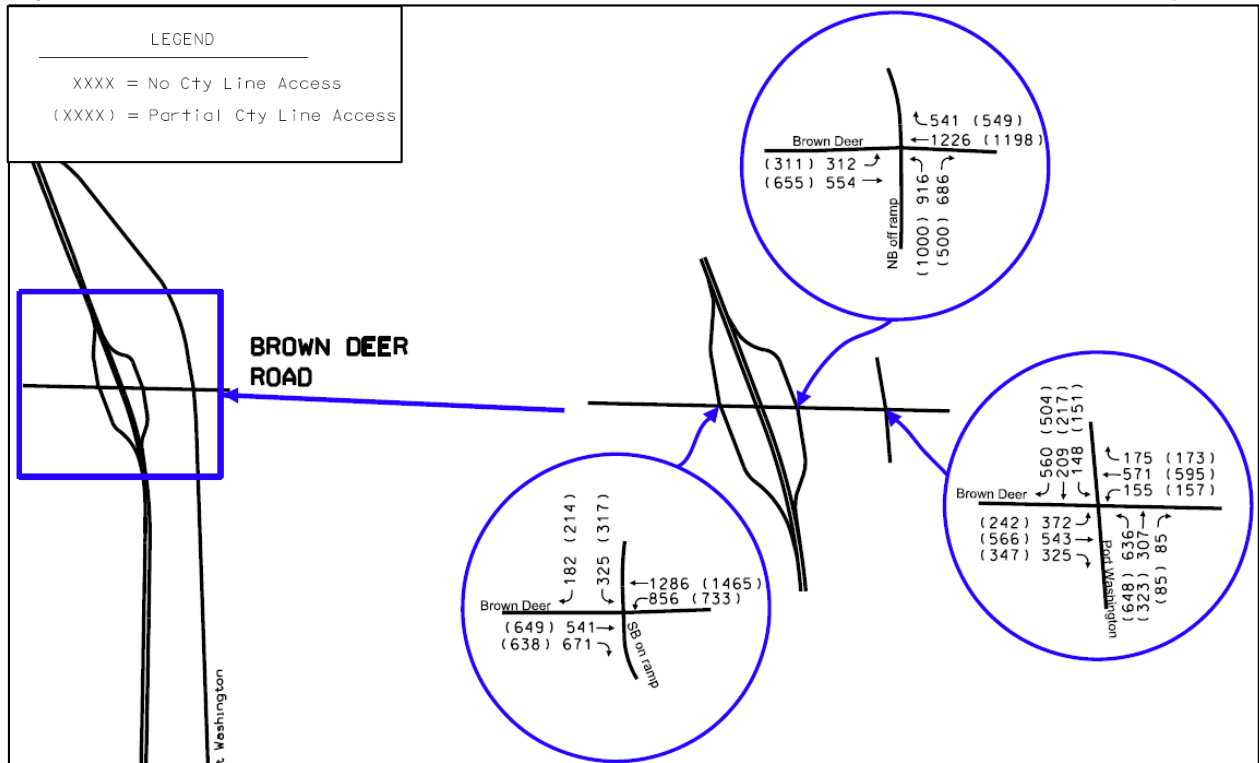 LEGEND
XXXX = No Cty Line Access
(XXXX) = Partial Cty Line Access
BROWN DEER
ROAD
Washington
Brown Deer
541 (549)
1226 (1198)
(311) 312
(655) 554
NB off ramp
(1000) 916
(500) 686
560 (504)
209 (217)
148 (151)
175 (173)
571 (595)
155 (157)
Brown Deer
(242) 372
(566) 543
(347) 325
Port Washington
(648) 636
(323) 307
(85) 85
182 (214)
325 (317)
1286 (1465)
856 (733)
Brown Deer
(649) 541
(638) 671
SB on ramp